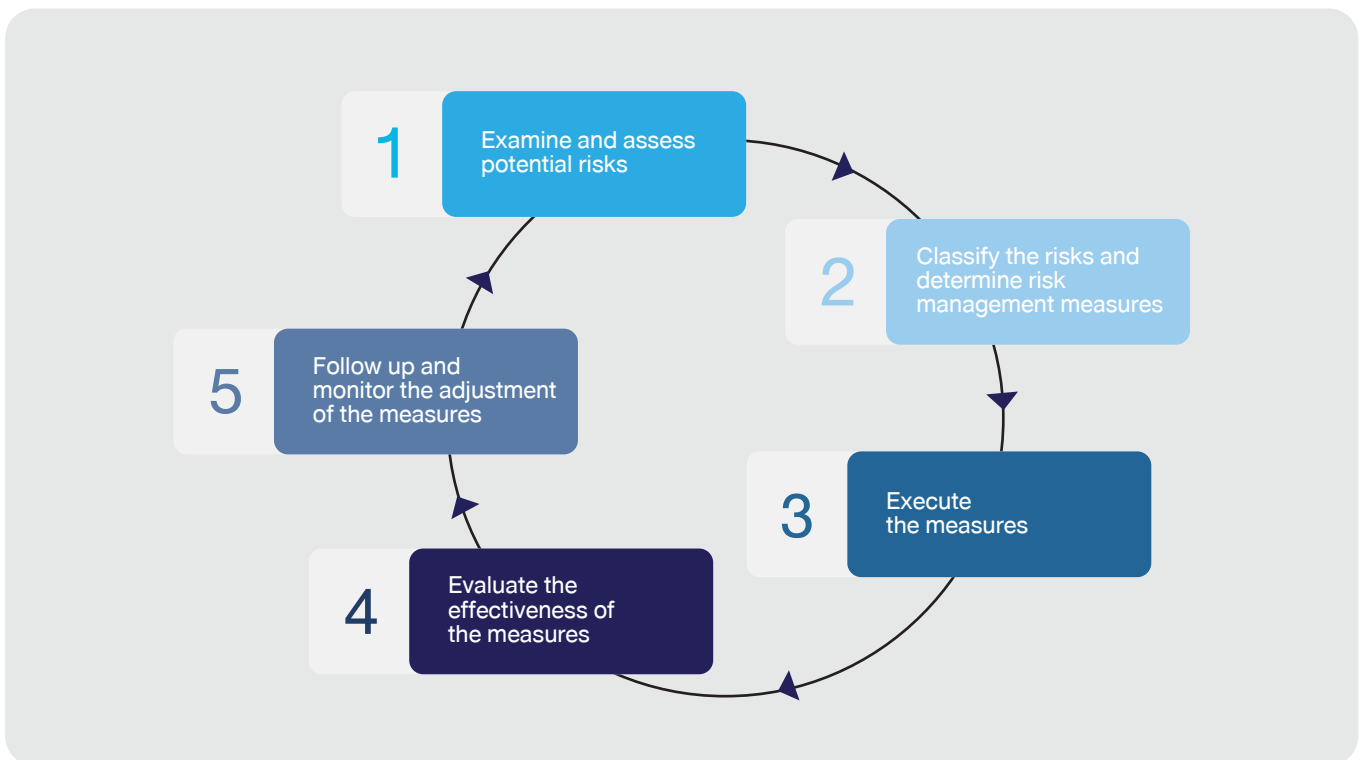 1
Examine and assess
potential risks
2
Classify the risks and
determine risk
management measures
3
Execute
the measures
4
Evaluate the
effectiveness of
the measures
5
Follow up and
monitor the adjustment
of the measures